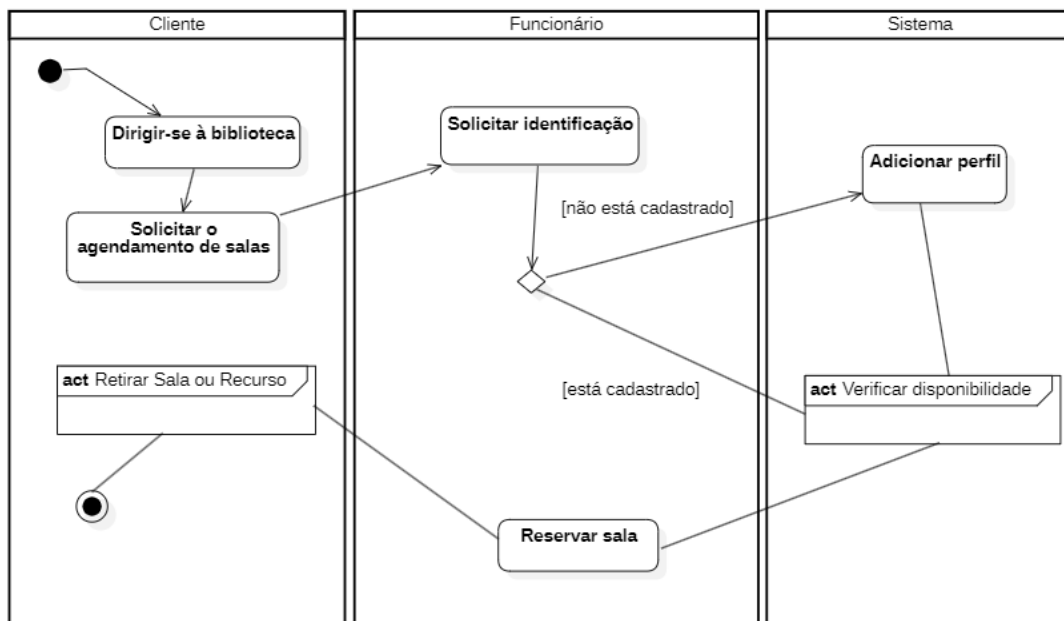 Cliente
Funcionário
Sistema
Dirigir-se à biblioteca
Solicitar identificação
Adicionar perfil
[não está cadastrado]
Solicitar o
agendamento de salas
act Retirar Sala ou Recurso
[está cadastrado]
act Verificar disponibilidade
Reservar sala